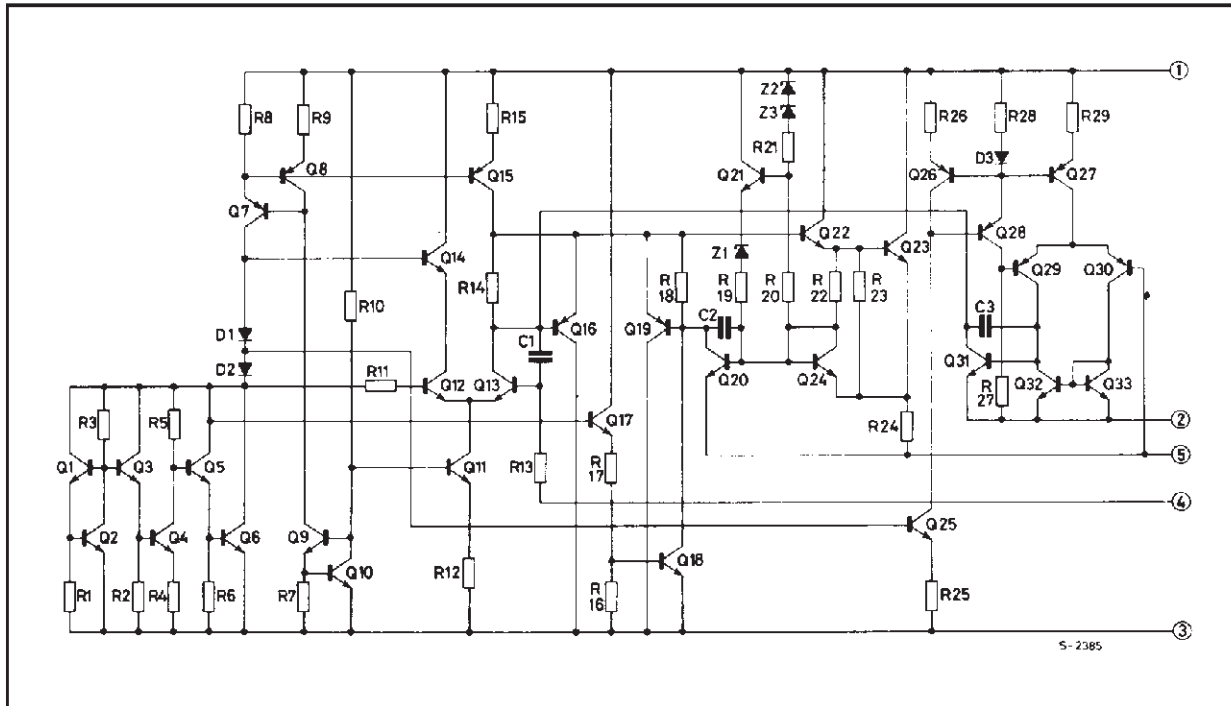 ①
Z2
Z3
R8
R9
R15
R26
R28
R29
R21
D3
Q8
Q15
Q21
Q26
Q27
Q7
Q22
Q23
Q28
Q14
Z1
Q29
Q30
R14
R
18
R
19
R
20
R
22
R
23
R10
Q16
Q19
C2
C3
D1
C1
D2
Q31
R11
Q12
Q13
Q20
Q24
R
27
Q32
Q33
R3
R5
Q17
R24
②
⑤
Q1
Q3
Q5
Q11
R13
R
17
④
Q2
Q4
Q6
Q9
Q25
Q10
R12
Q18
R1
R2
R4
R6
R7
R
16
R25
③
S-2385